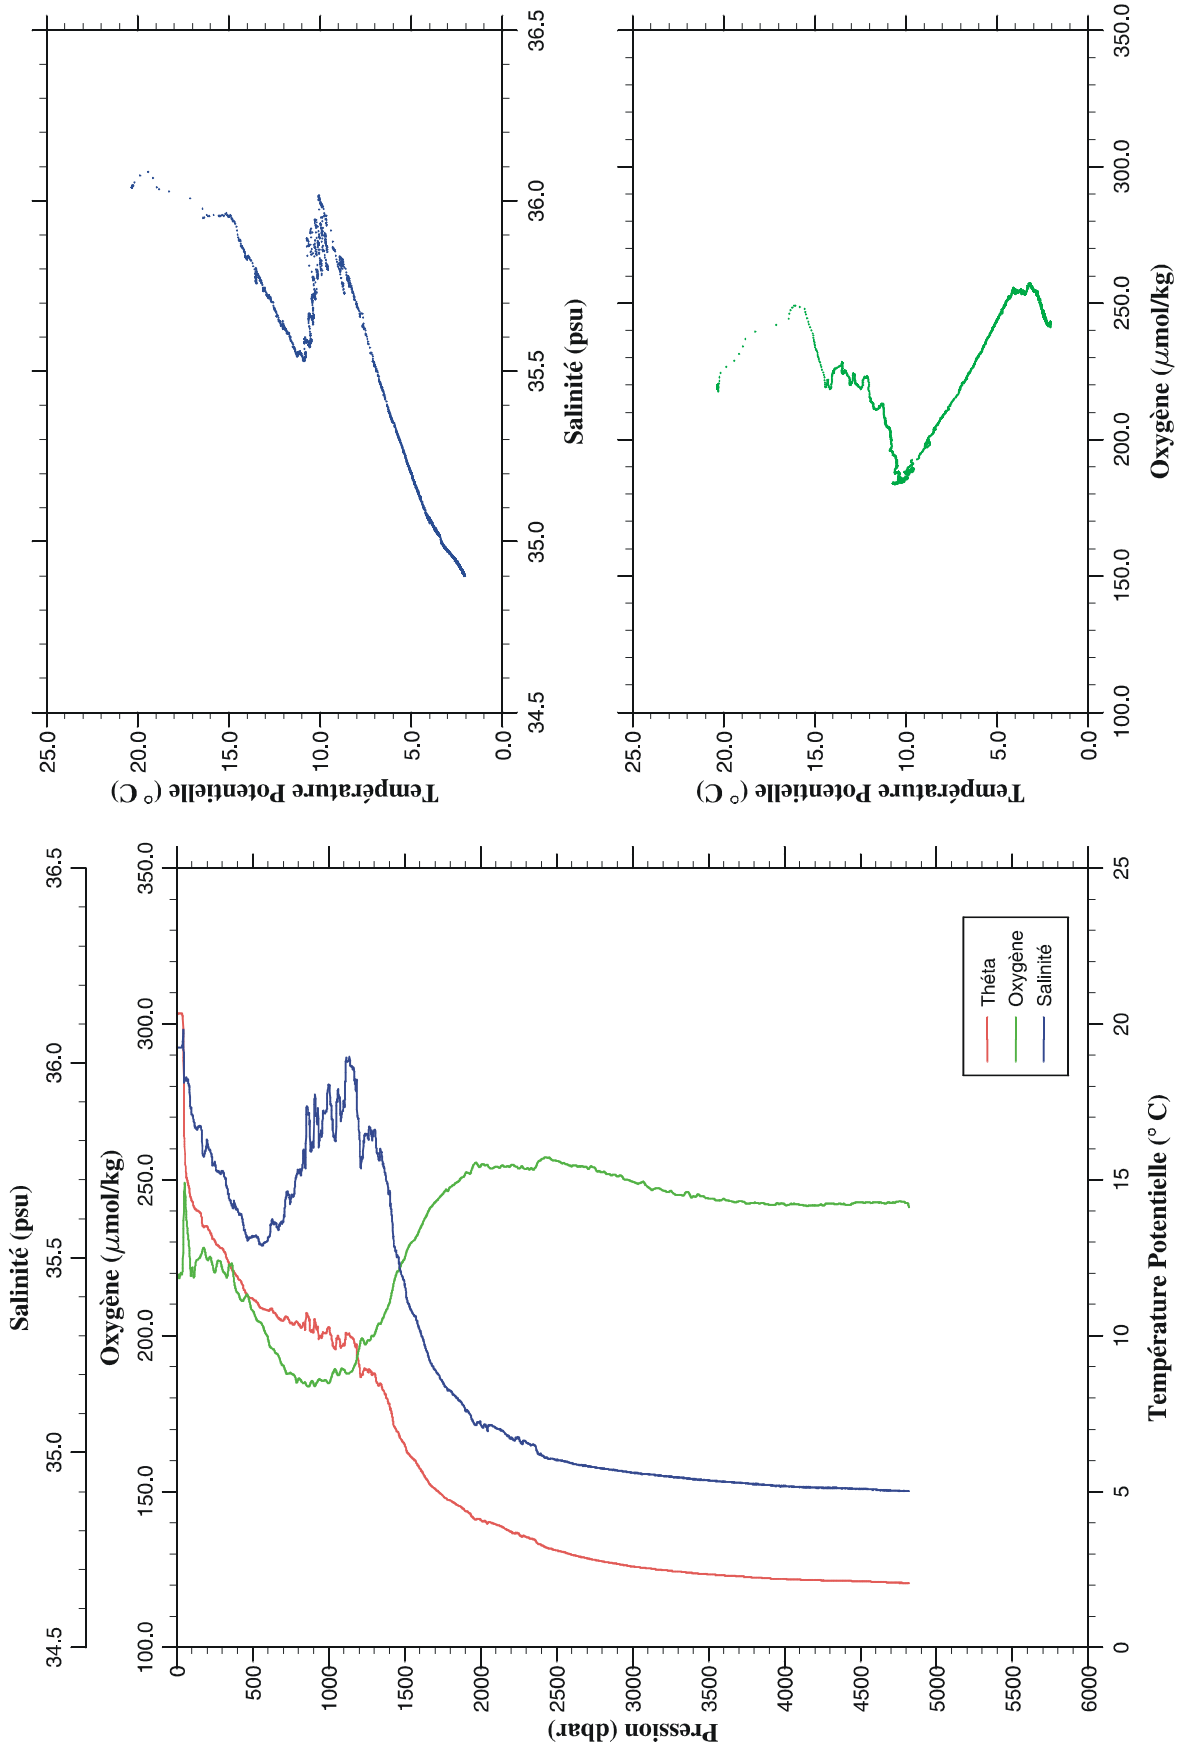 Salinité (psu)
34.5 35.0 35.5 36.0 36.5
Oxygène (μmol/kg)
100.0 150.0 200.0 250.0 300.0 350.0
Pression (dbar)
0
500
1000
1500
2000
2500
3000
3500
4000
4500
5000
5500
6000
Théta
Oxygène
Salinité
0 5 10 15 20 25
Température Potentielle (° C)
Température Potentielle (° C)
25.0
20.0
15.0
10.0
5.0
0.0
34.5 35.0 35.5 36.0 36.5
Salinité (psu)
Température Potentielle (° C)
25.0
20.0
15.0
10.0
5.0
0.0
100.0 150.0 200.0 250.0 300.0 350.0
Oxygène (μmol/kg)